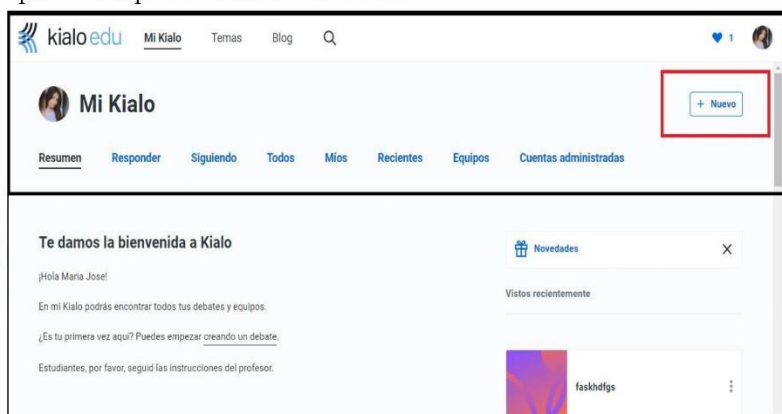 kialo edu Mi Kialo Temas Blog 1
Mi Kialo
+ Nuevo
Resumen Responder Siguiendo Todos Míos Recientes Equipos Cuentas administradas
Te damos la bienvenida a Kialo
¡Hola Maria Jose!
En mi Kialo podrás encontrar todos tus debates y equipos.
¿Es tu primera vez aquí? Puedes empezar creando un debate.
Estudiantes, por favor, seguid las instrucciones del profesor.
Novedades
Vistos recientemente
faskhdfgs